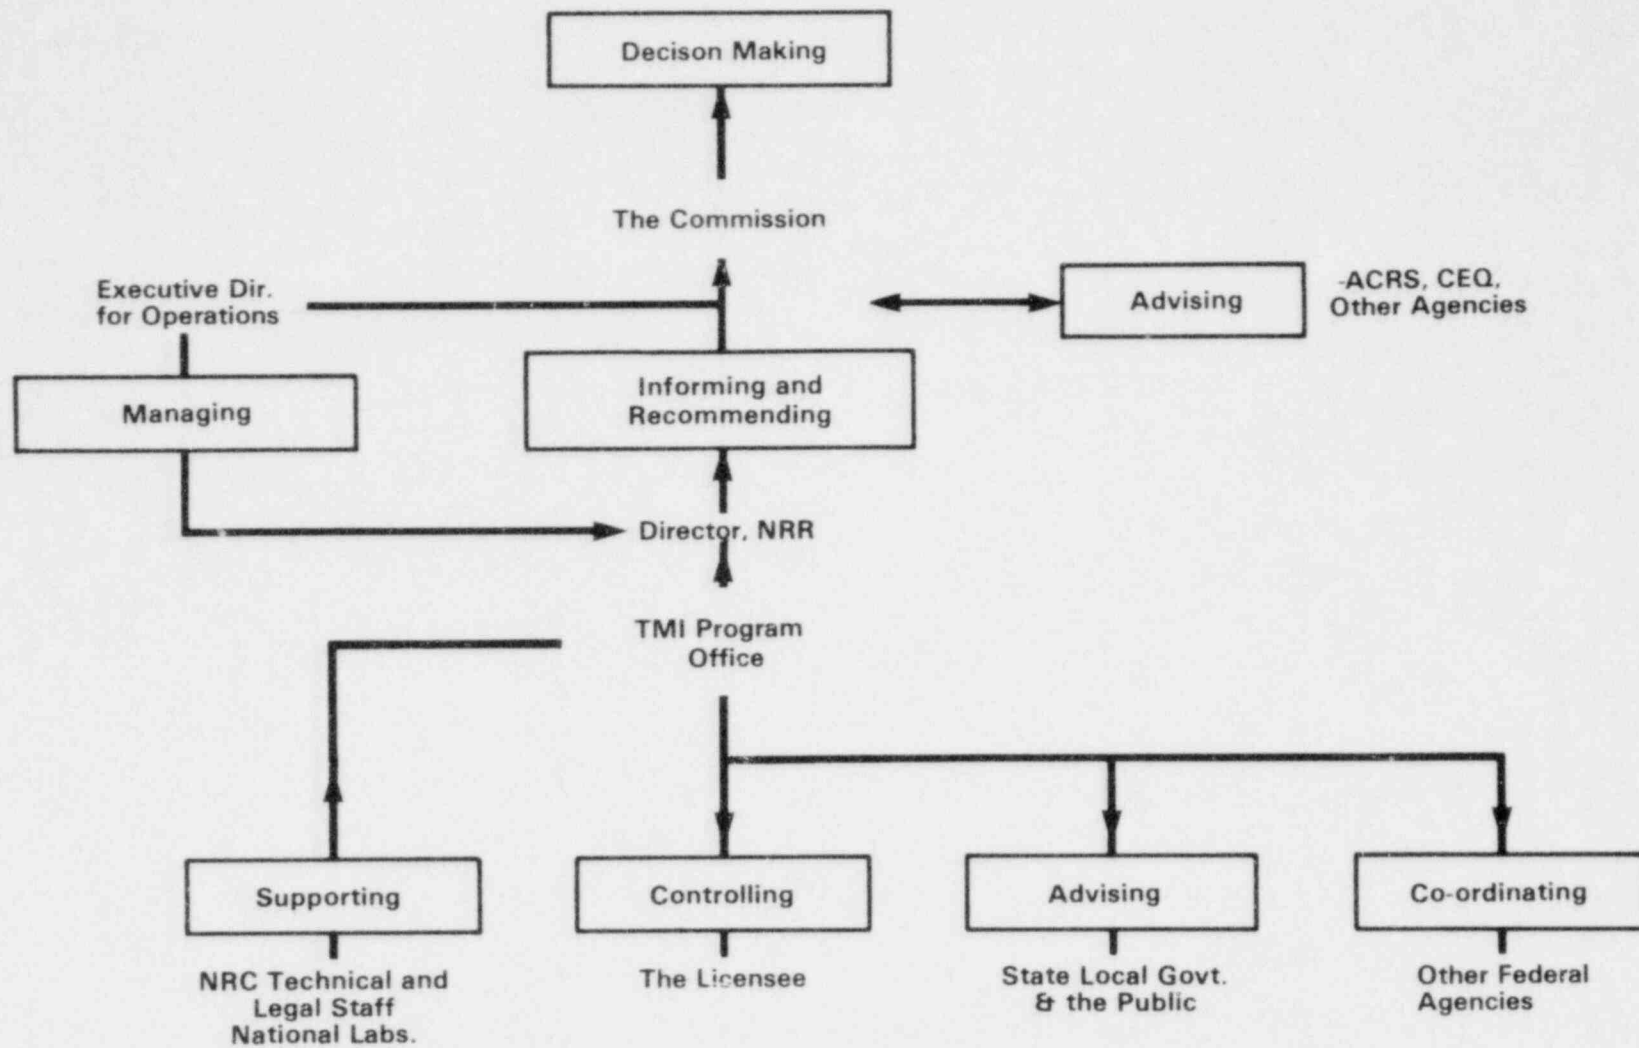 Decison Making
The Commission
Executive Dir.
for Operations
Advising
-ACRS, CEQ,
Other Agencies
Managing
Informing and
Recommending
Director, NRR
TMI Program
Office
Supporting
Controlling
Advising
Co-ordinating
NRC Technical and
Legal Staff
National Labs.
The Licensee
State Local Govt.
& the Public
Other Federal
Agencies